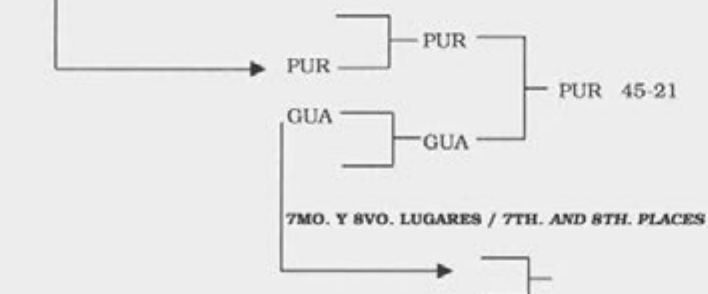 PUR
PUR
PUR 45-21
GUA
GUA
7MO. Y 8VO. LUGARES / 7TH. AND 8TH. PLACES